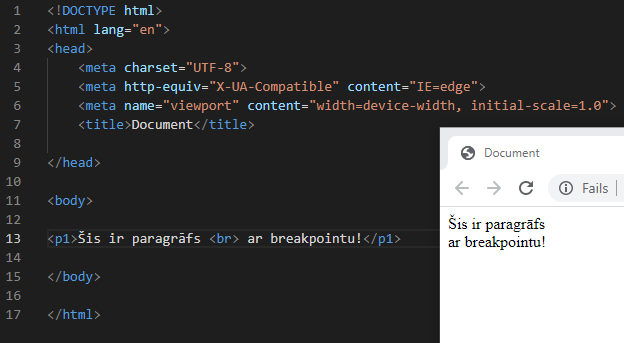 1 <!DOCTYPE html>
2 <html lang="en">
3 <head>
4 <meta charset="UTF-8">
5 <meta http-equiv="X-UA-Compatible" content="IE=edge">
6 <meta name="viewport" content="width=device-width, initial-scale=1.0">
7 <title>Document</title>
8
9 </head>
10
11 <body>
12
13 <p1>Šis ir paragrāfs <br> ar breakpointu!</p1>
14
15 </body>
16
17 </html>
Document
Fails
Šis ir paragrāfs
ar breakpointu!